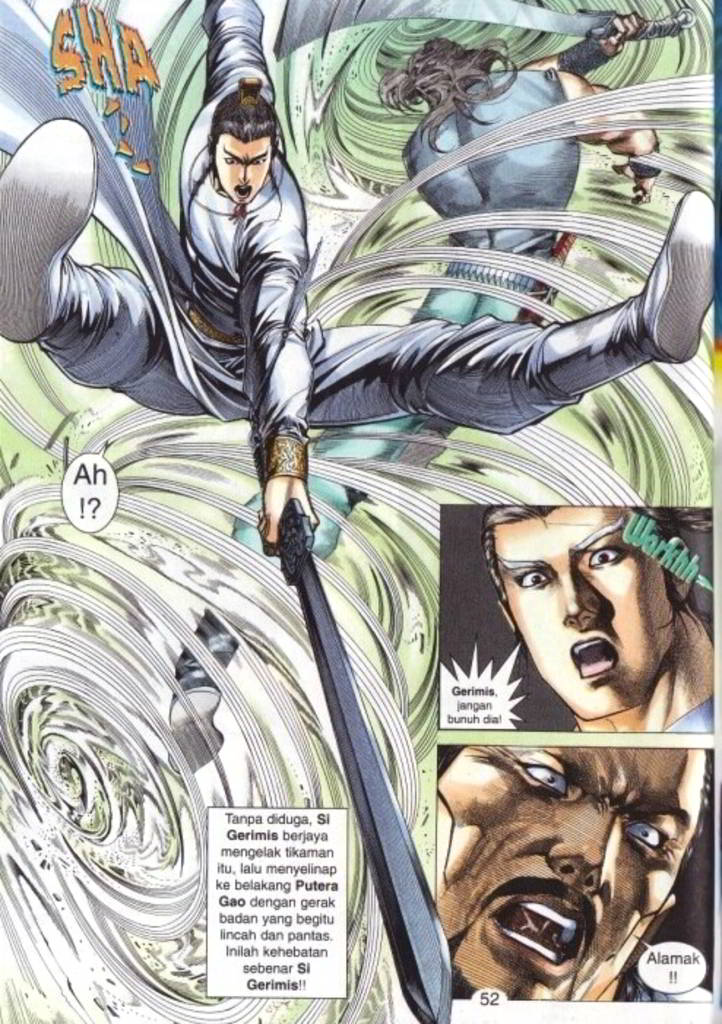 SHA
Ah
!?
Werhhh
Gerimis,
jangan
bunuh dia!
Tanpa diduga, Si
Gerimis berjaya
mengelak tikaman
itu, lalu menyelinap
ke belakang Putera
Gao dengan gerak
badan yang begitu
lincah dan pantas.
Inilah kehebatan
sebenar Si
Gerimis!!
Alamak
!!
52